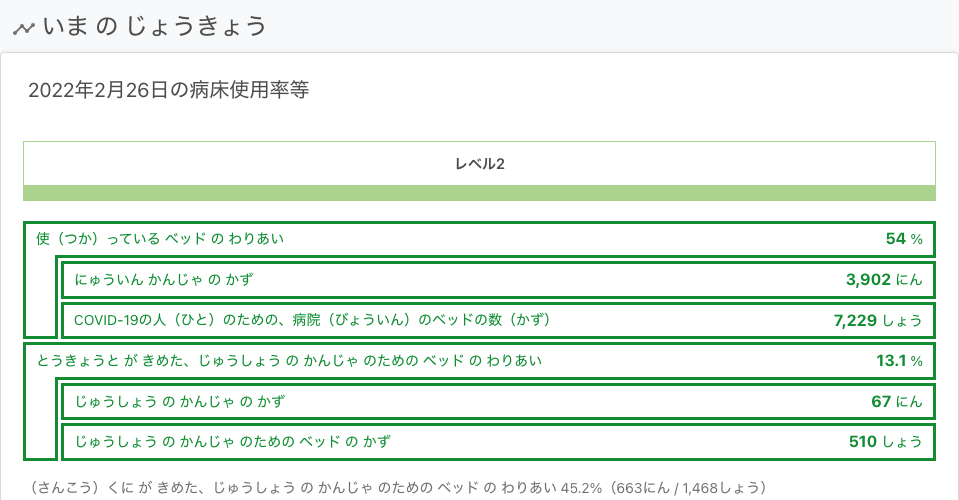 いま の じょうきょう
2022年2月26日の病床使用率等
レベル2
使（つか）っている ベッド の わりあい 54 %
にゅういん かんじゃ の かず 3,902 にん
COVID-19の人（ひと）のための、病院（びょういん）のベッドの数（かず） 7,229 しょう
とうきょうと が きめた、じゅうしょう の かんじゃ のための ベッド の わりあい 13.1 %
じゅうしょう の かんじゃ の かず 67 にん
じゅうしょう の かんじゃ のための ベッド の かず 510 しょう
（さんこう）くに が きめた、じゅうしょう の かんじゃ のための ベッド の わりあい 45.2%（663にん / 1,468しょう）